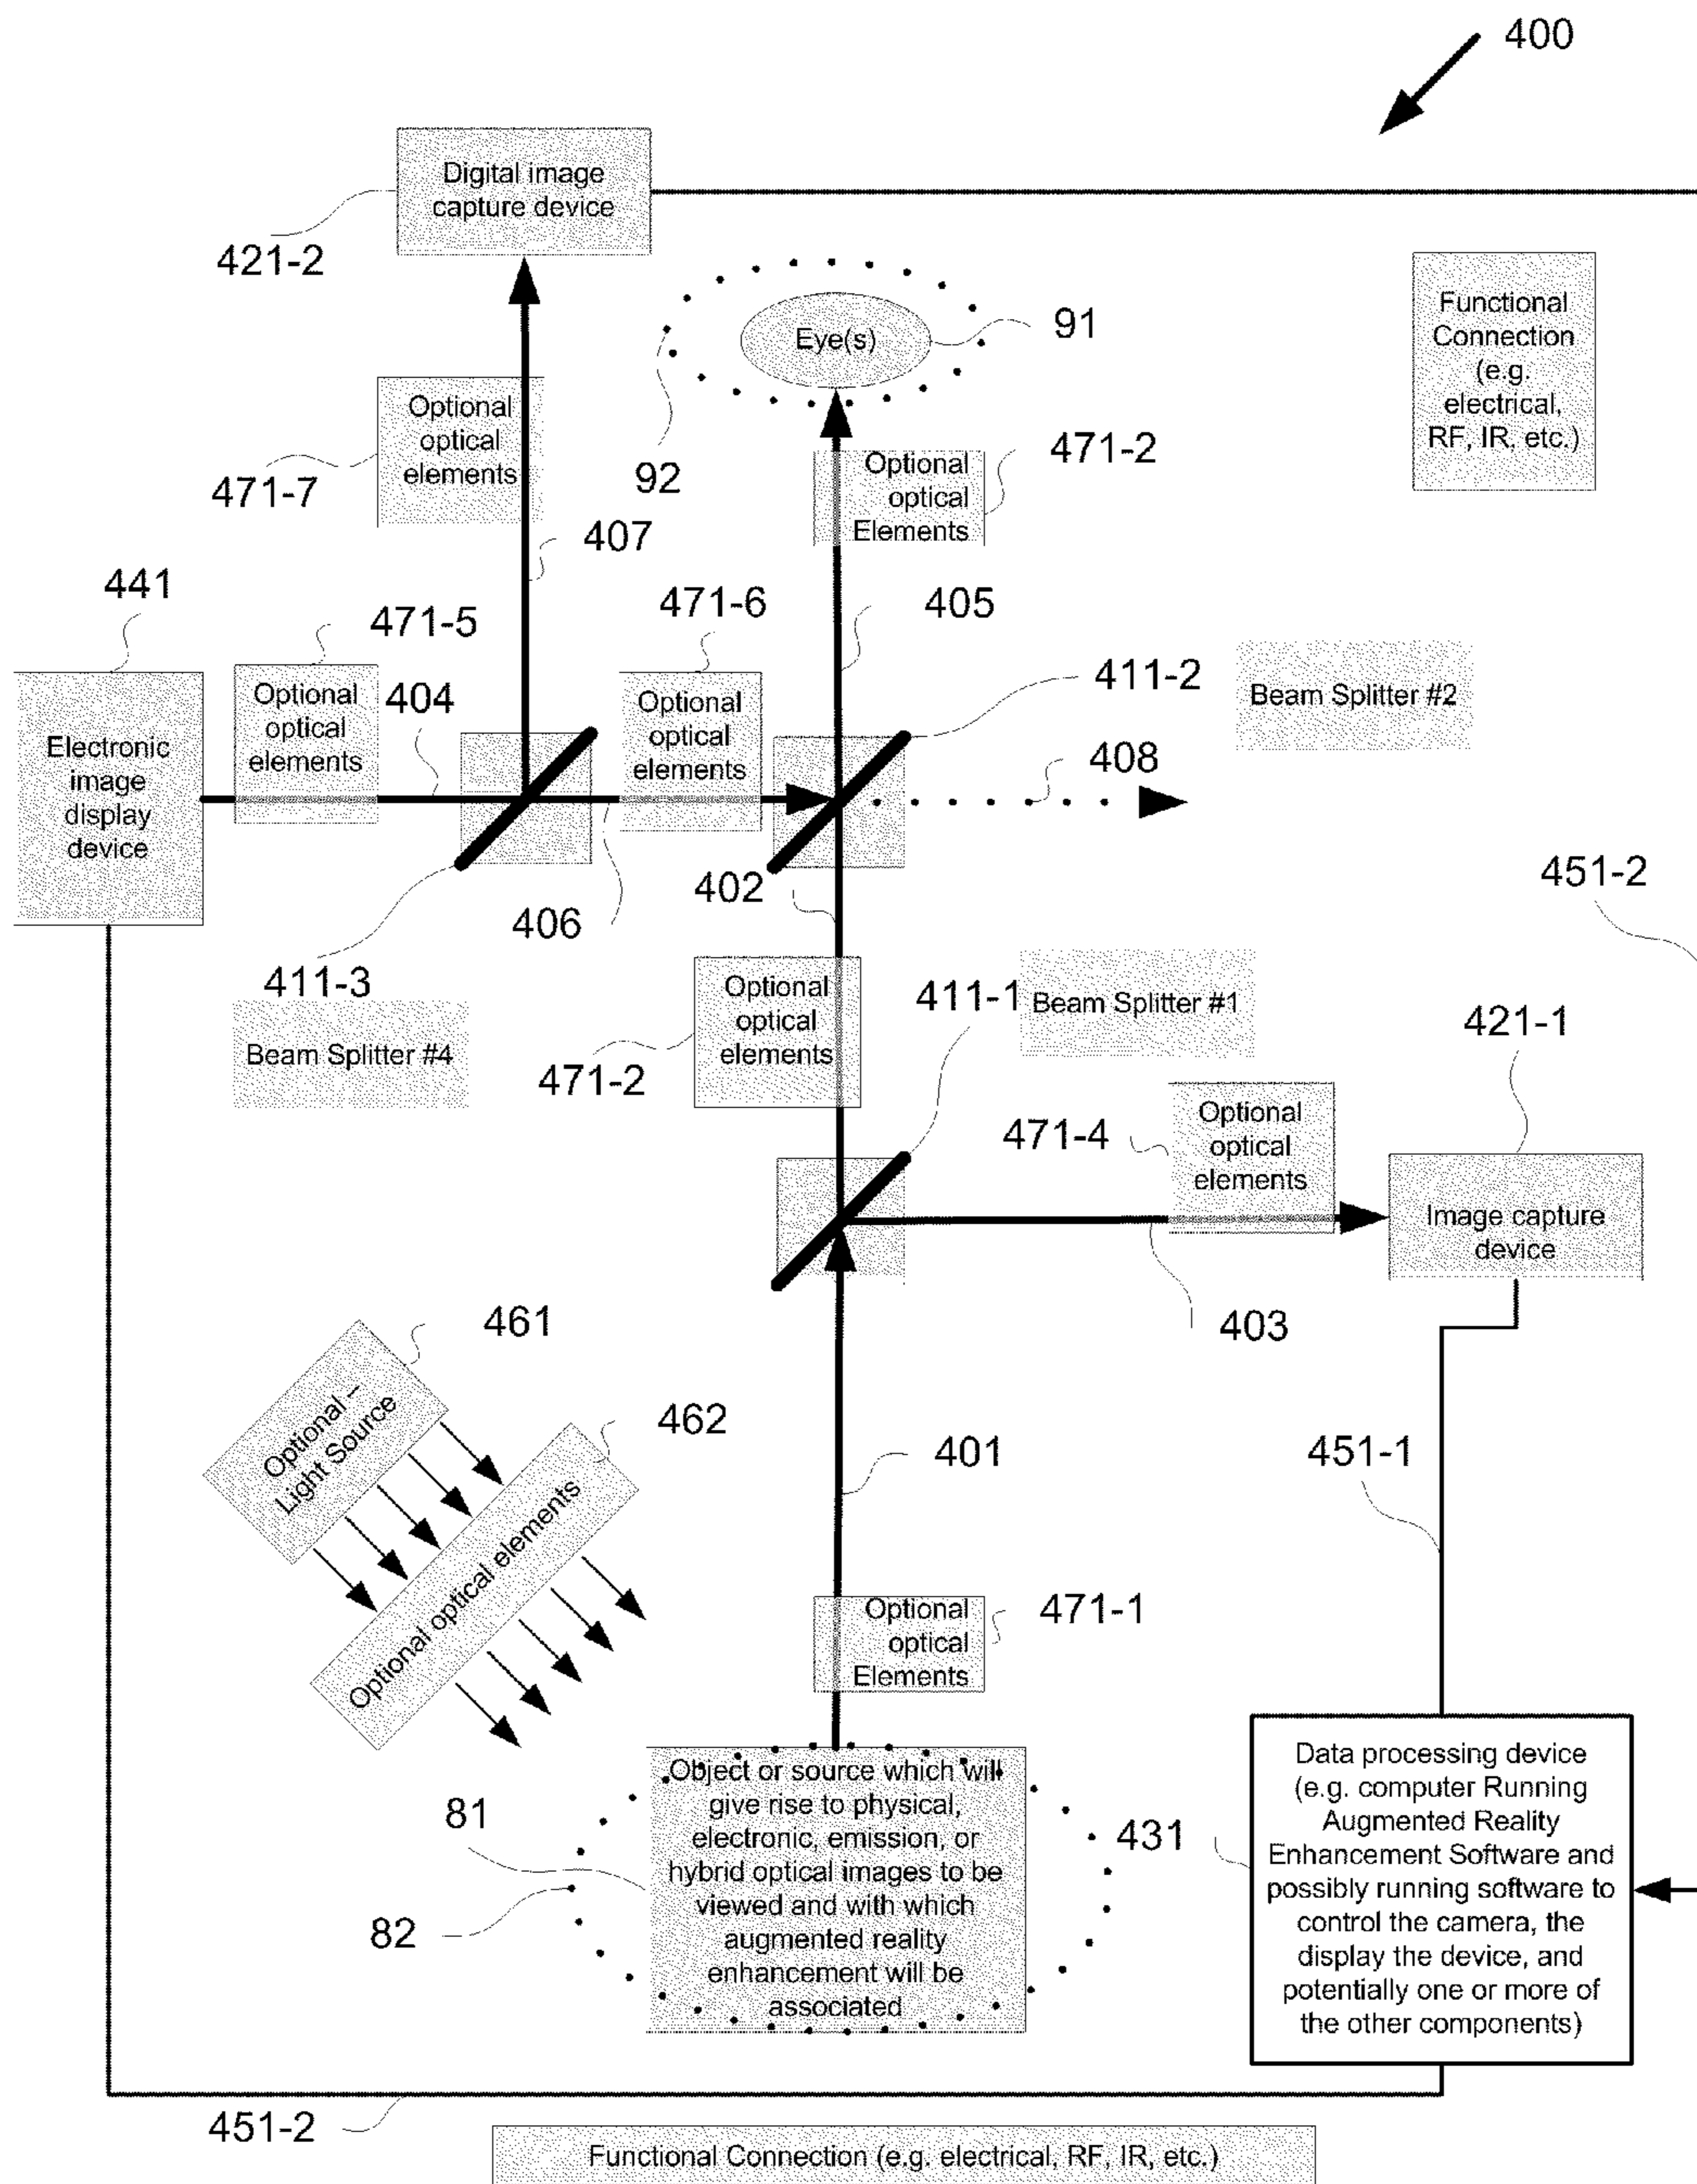 400
Digital image
capture device
421-2
Eye(s)
91
92
Functional
Connection
(e.g.
electrical,
RF, IR, etc.)
Optional
optical
elements
471-7
Optional
optical
Elements
471-2
407
441
471-5
471-6
405
411-2
Beam Splitter #2
Optional
optical
elements
404
Optional
optical
elements
408
Electronic
image
display
device
402
406
451-2
411-3
Beam Splitter #4
Optional
optical
elements
471-2
411-1
Beam Splitter #1
421-1
471-4
Optional
optical
elements
Image capture
device
403
461
Optional –
Light Source
462
Optional optical elements
401
451-1
Optional
optical
Elements
471-1
Object or source which will
give rise to physical,
electronic, emission, or
hybrid optical images to be
viewed and with which
augmented reality
enhancement will be
associated
81
82
431
Data processing device
(e.g. computer Running
Augmented Reality
Enhancement Software and
possibly running software to
control the camera, the
display the device, and
potentially one or more of
the other components)
451-2
Functional Connection (e.g. electrical, RF, IR, etc.)